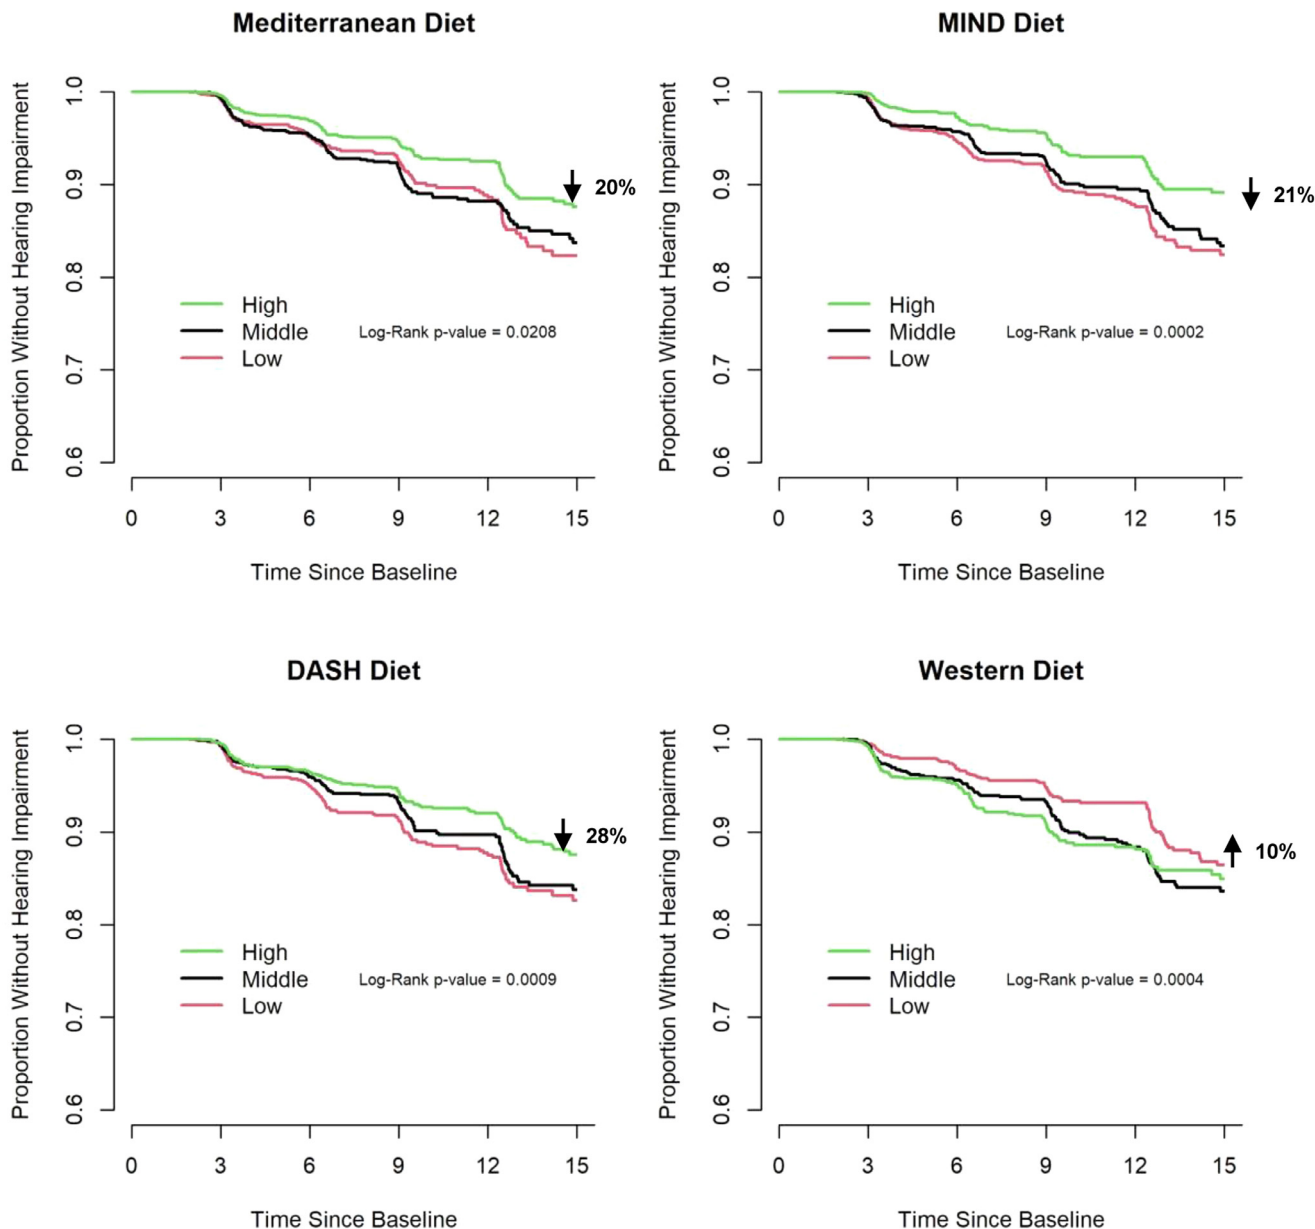 Mediterranean Diet
Proportion Without Hearing Impairment
1.0
0.9
0.8
0.7
0.6
20%
High
Middle
Low
Log-Rank p-value = 0.0208
0 3 6 9 12 15
Time Since Baseline
MIND Diet
Proportion Without Hearing Impairment
1.0
0.9
0.8
0.7
0.6
21%
High
Middle
Low
Log-Rank p-value = 0.0002
0 3 6 9 12 15
Time Since Baseline
DASH Diet
Proportion Without Hearing Impairment
1.0
0.9
0.8
0.7
0.6
28%
High
Middle
Low
Log-Rank p-value = 0.0009
0 3 6 9 12 15
Time Since Baseline
Western Diet
Proportion Without Hearing Impairment
1.0
0.9
0.8
0.7
0.6
10%
High
Middle
Low
Log-Rank p-value = 0.0004
0 3 6 9 12 15
Time Since Baseline